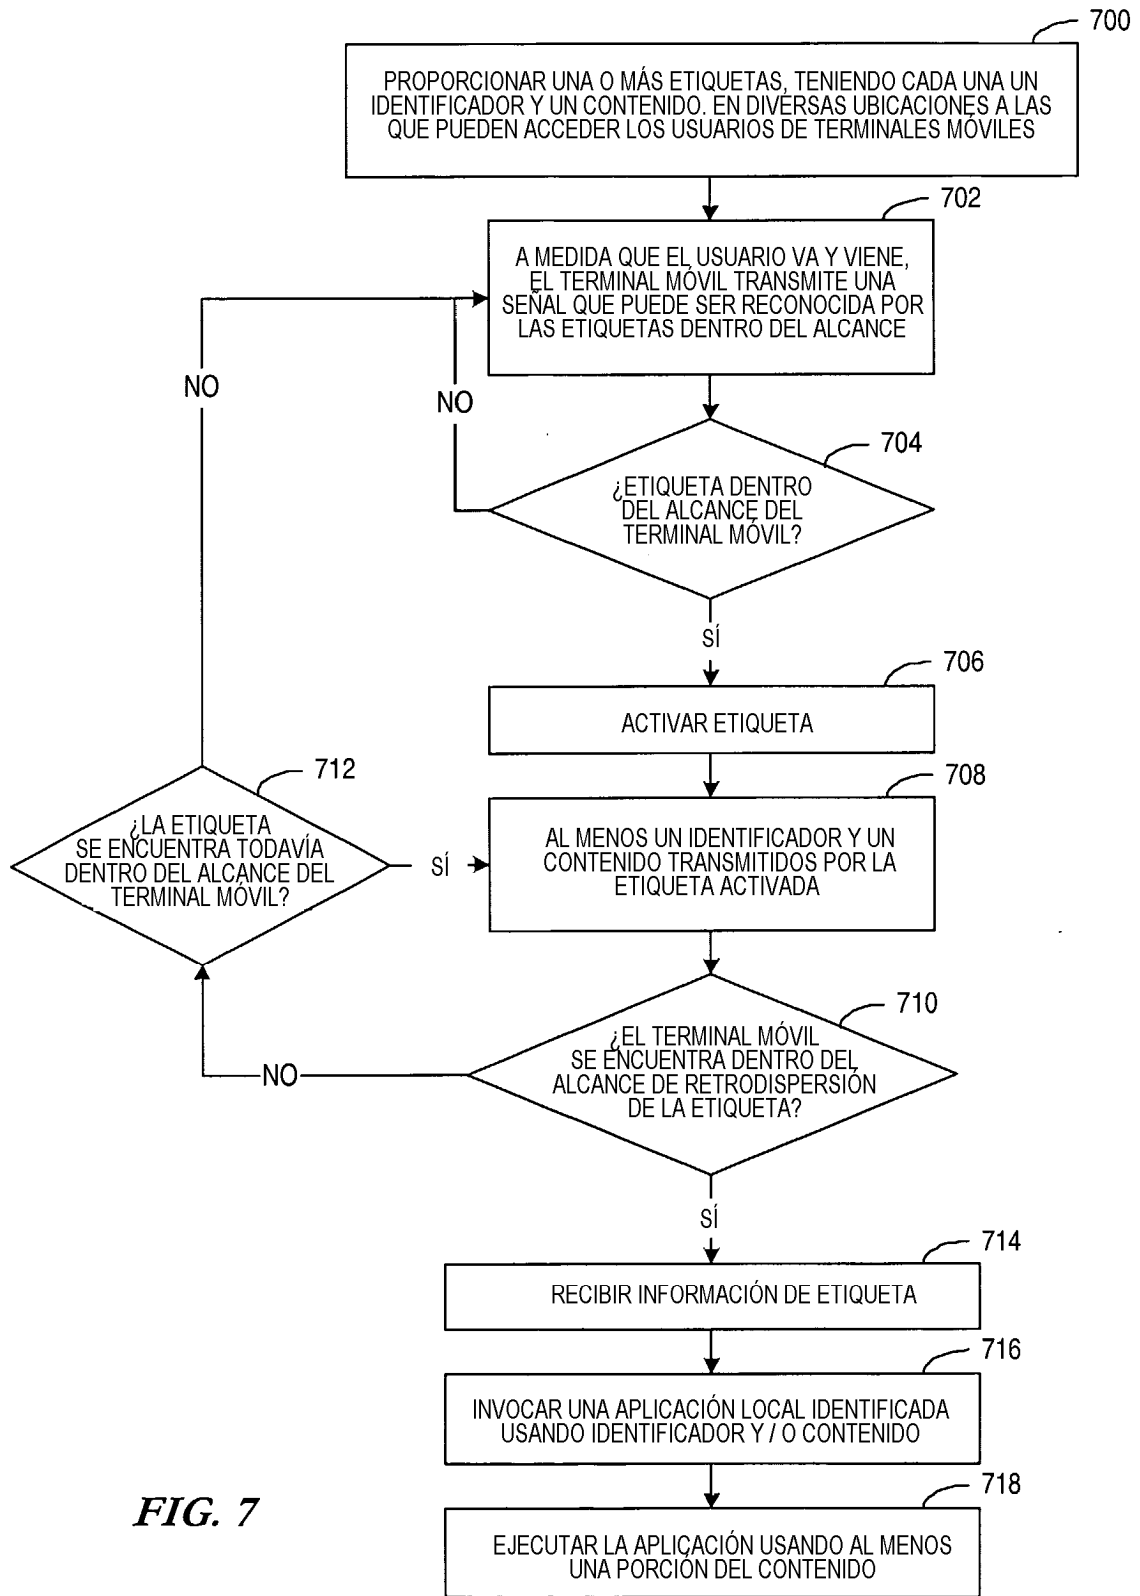 700
PROPORCIONAR UNA O MÁS ETIQUETAS, TENIENDO CADA UNA UN
IDENTIFICADOR Y UN CONTENIDO. EN DIVERSAS UBICACIONES A LAS
QUE PUEDEN ACCEDER LOS USUARIOS DE TERMINALES MÓVILES
702
A MEDIDA QUE EL USUARIO VA Y VIENE,
EL TERMINAL MÓVIL TRANSMITE UNA
SEÑAL QUE PUEDE SER RECONOCIDA POR
LAS ETIQUETAS DENTRO DEL ALCANCE
NO
NO
704
¿ETIQUETA DENTRO
DEL ALCANCE DEL
TERMINAL MÓVIL?
SÍ
706
ACTIVAR ETIQUETA
712
¿LA ETIQUETA
SE ENCUENTRA TODAVÍA
DENTRO DEL ALCANCE DEL
TERMINAL MÓVIL?
SÍ
708
AL MENOS UN IDENTIFICADOR Y UN
CONTENIDO TRANSMITIDOS POR LA
ETIQUETA ACTIVADA
710
¿EL TERMINAL MÓVIL
SE ENCUENTRA DENTRO DEL
ALCANCE DE RETRODISPERSIÓN
DE LA ETIQUETA?
NO
SÍ
714
RECIBIR INFORMACIÓN DE ETIQUETA
716
INVOCAR UNA APLICACIÓN LOCAL IDENTIFICADA
USANDO IDENTIFICADOR Y / O CONTENIDO
718
EJECUTAR LA APLICACIÓN USANDO AL MENOS
UNA PORCIÓN DEL CONTENIDO
FIG. 7